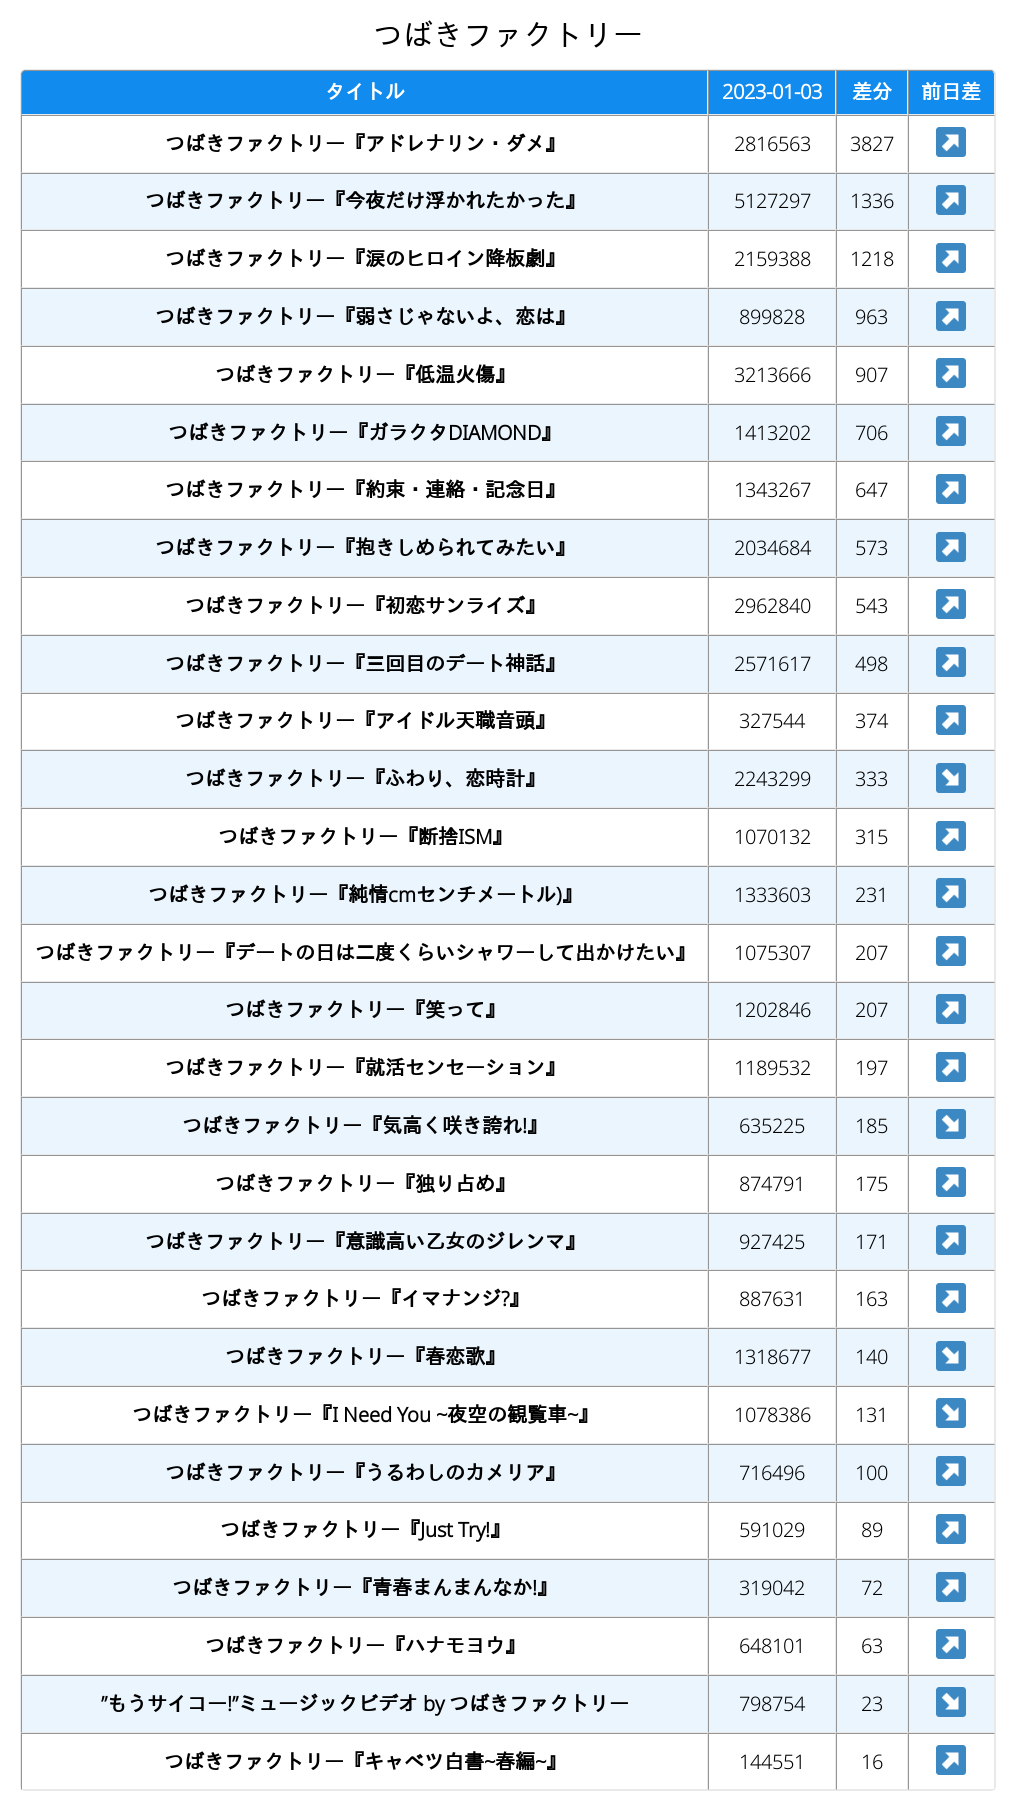 つばきファクトリー
タイトル 2023-01-03 差分 前日差
つばきファクトリー『アドレナリン・ダメ』 2816563 3827
つばきファクトリー『今夜だけ浮かれたかった』 5127297 1336
つばきファクトリー『涙のヒロイン降板劇』 2159388 1218
つばきファクトリー『弱さじゃないよ、恋は』 899828 963
つばきファクトリー『低温火傷』 3213666 907
つばきファクトリー『ガラクタDIAMOND』 1413202 706
つばきファクトリー『約束・連絡・記念日』 1343267 647
つばきファクトリー『抱きしめられてみたい』 2034684 573
つばきファクトリー『初恋サンライズ』 2962840 543
つばきファクトリー『三回目のデート神話』 2571617 498
つばきファクトリー『アイドル天職音頭』 327544 374
つばきファクトリー『ふわり、恋時計』 2243299 333
つばきファクトリー『断捨ISM』 1070132 315
つばきファクトリー『純情cmセンチメートル)』 1333603 231
つばきファクトリー『デートの日は二度くらいシャワーして出かけたい』 1075307 207
つばきファクトリー『笑って』 1202846 207
つばきファクトリー『就活センセーション』 1189532 197
つばきファクトリー『気高く咲き誇れ!』 635225 185
つばきファクトリー『独り占め』 874791 175
つばきファクトリー『意識高い乙女のジレンマ』 927425 171
つばきファクトリー『イマナンジ?』 887631 163
つばきファクトリー『春恋歌』 1318677 140
つばきファクトリー『I Need You ~夜空の観覧車~』 1078386 131
つばきファクトリー『うるわしのカメリア』 716496 100
つばきファクトリー『Just Try!』 591029 89
つばきファクトリー『青春まんまんなか!』 319042 72
つばきファクトリー『ハナモヨウ』 648101 63
”もうサイコー!”ミュージックビデオ by つばきファクトリー 798754 23
つばきファクトリー『キャベツ白書~春編~』 144551 16